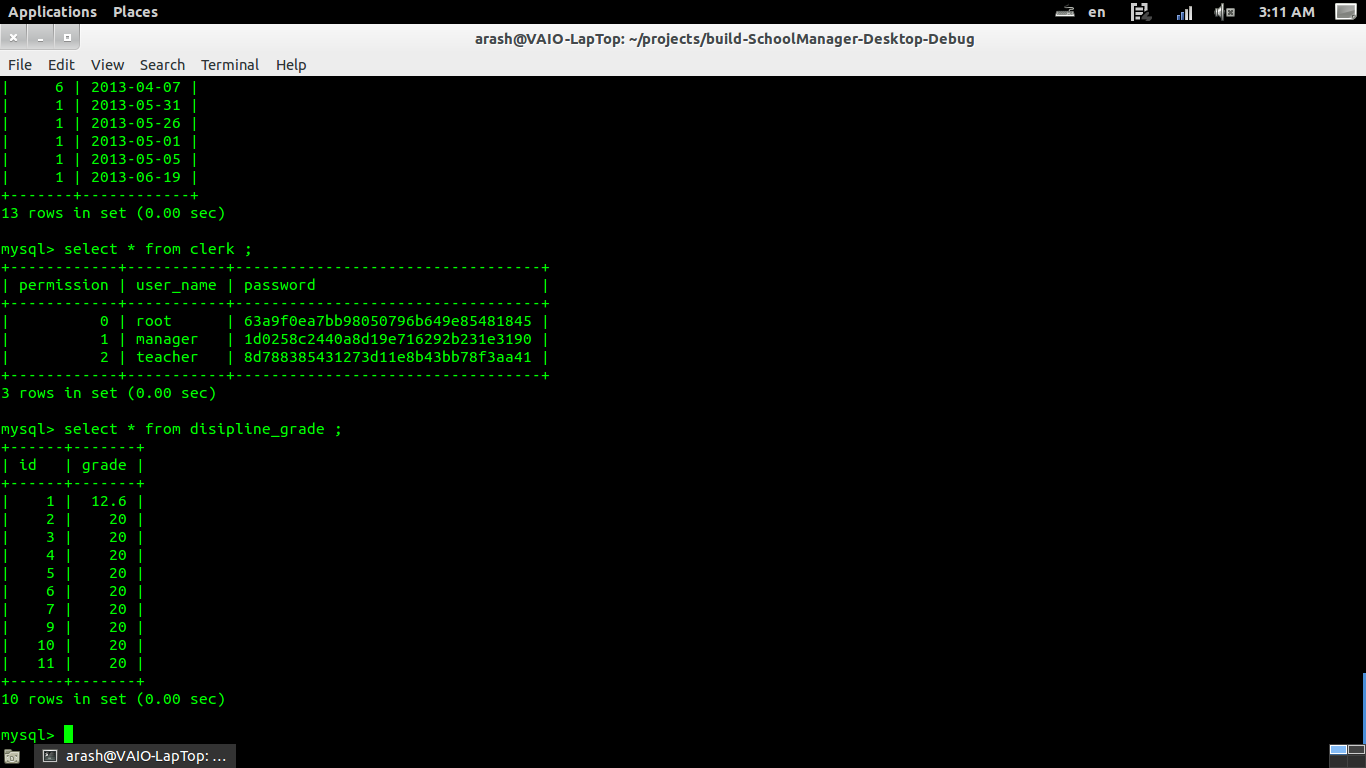 Applications Places en 3:11 AM
arash@VAIO-LapTop: ~/projects/build-SchoolManager-Desktop-Debug
File Edit View Search Terminal Help
|     6 | 2013-04-07 |
|     1 | 2013-05-31 |
|     1 | 2013-05-26 |
|     1 | 2013-05-01 |
|     1 | 2013-05-05 |
|     1 | 2013-06-19 |
+-------+------------+
13 rows in set (0.00 sec)

mysql> select * from clerk ;
+------------+-----------+----------------------------------+
| permission | user_name | password                         |
+------------+-----------+----------------------------------+
|          0 | root      | 63a9f0ea7bb98050796b649e85481845 |
|          1 | manager   | 1d0258c2440a8d19e716292b231e3190 |
|          2 | teacher   | 8d788385431273d11e8b43bb78f3aa41 |
+------------+-----------+----------------------------------+
3 rows in set (0.00 sec)

mysql> select * from disipline_grade ;
+------+-------+
| id   | grade |
+------+-------+
|    1 |  12.6 |
|    2 |    20 |
|    3 |    20 |
|    4 |    20 |
|    5 |    20 |
|    6 |    20 |
|    7 |    20 |
|    9 |    20 |
|   10 |    20 |
|   11 |    20 |
+------+-------+
10 rows in set (0.00 sec)

mysql>
arash@VAIO-LapTop: ...